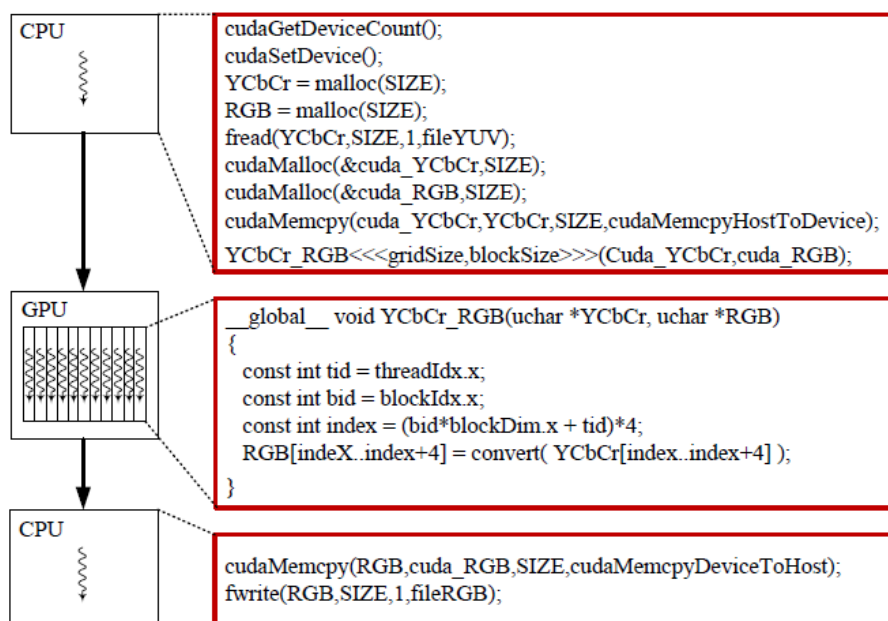 CPU
cudaGetDeviceCount();
cudaSetDevice();
YCbCr = malloc(SIZE);
RGB = malloc(SIZE);
fread(YCbCr,SIZE,1,fileYUV);
cudaMalloc(&cuda_YCbCr,SIZE);
cudaMalloc(&cuda_RGB,SIZE);
cudaMemcpy(cuda_YCbCr,YCbCr,SIZE,cudaMemcpyHostToDevice);
YCbCr_RGB<<<gridSize,blockSize>>>(Cuda_YCbCr,cuda_RGB);
GPU
__global__ void YCbCr_RGB(uchar *YCbCr, uchar *RGB)
{
const int tid = threadIdx.x;
const int bid = blockIdx.x;
const int index = (bid*blockDim.x + tid)*4;
RGB[indeX..index+4] = convert( YCbCr[index..index+4] );
}
CPU
cudaMemcpy(RGB,cuda_RGB,SIZE,cudaMemcpyDeviceToHost);
fwrite(RGB,SIZE,1,fileRGB);